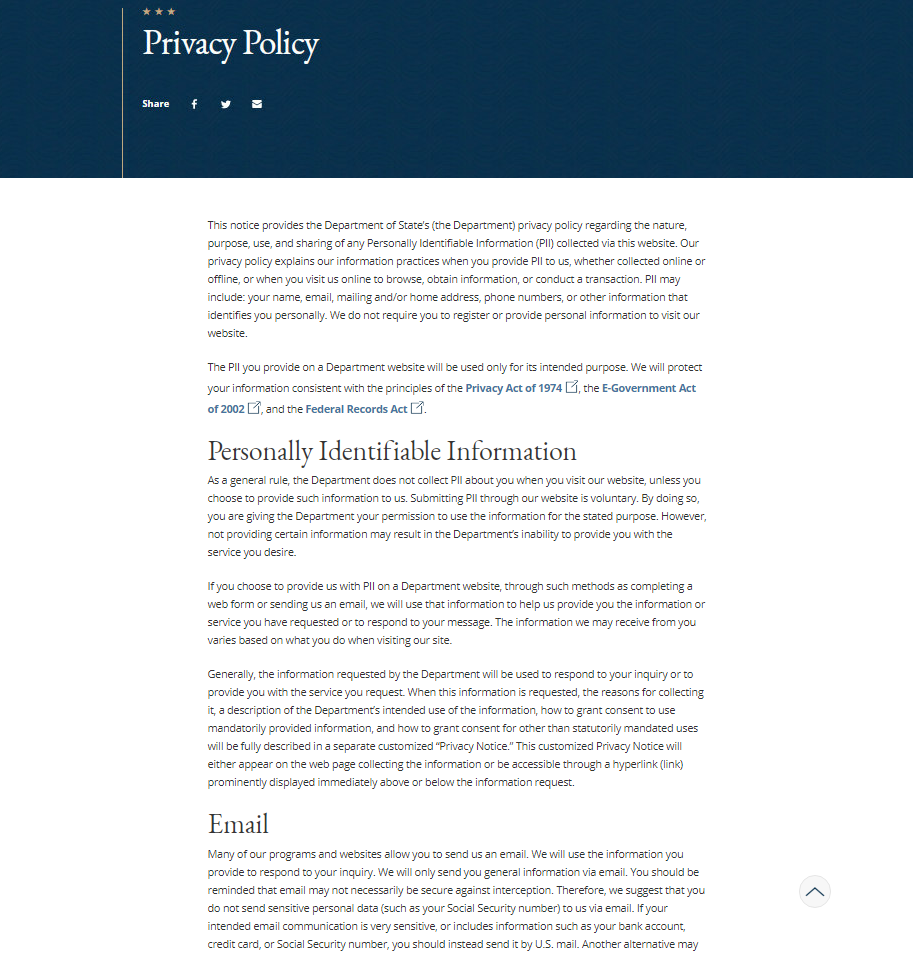 Privacy Policy
Share
This notice provides the Department of State's (the Department) privacy policy regarding the nature,
purpose, use, and sharing of any Personally Identifiable Information (PII) collected via this website. Our
privacy policy explains our information practices when you provide PII to us, whether collected online or
offline, or when you visit us online to browse, obtain information, or conduct a transaction. PII may
include: your name, email, mailing and/or home address, phone numbers, or other information that
identifies you personally. We do not require you to register or provide personal information to visit our
website.
The PII you provide on a Department website will be used only for its intended purpose. We will protect
your information consistent with the principles of the Privacy Act of 1974, the E-Government Act
of 2002, and the Federal Records Act.
Personally Identifiable Information
As a general rule, the Department does not collect PII about you when you visit our website, unless you
choose to provide such information to us. Submitting PII through our website is voluntary. By doing so,
you are giving the Department your permission to use the information for the stated purpose. However,
not providing certain information may result in the Department's inability to provide you with the
service you desire.
If you choose to provide us with PII on a Department website, through such methods as completing a
web form or sending us an email, we will use that information to help us provide you the information or
service you have requested or to respond to your message. The information we may receive from you
varies based on what you do when visiting our site.
Generally, the information requested by the Department will be used to respond to your inquiry or to
provide you with the service you request. When this information is requested, the reasons for collecting
it, a description of the Department's intended use of the information, how to grant consent to use
mandatorily provided information, and how to grant consent for other than statutorily mandated uses
will be fully described in a separate customized “Privacy Notice.” This customized Privacy Notice will
either appear on the web page collecting the information or be accessible through a hyperlink (link)
prominently displayed immediately above or below the information request.
Email
Many of our programs and websites allow you to send us an email. We will use the information you
provide to respond to your inquiry. We will only send you general information via email. You should be
reminded that email may not necessarily be secure against interception. Therefore, we suggest that you
do not send sensitive personal data (such as your Social Security number) to us via email. If your
intended email communication is very sensitive, or includes information such as your bank account,
credit card, or Social Security number, you should instead send it by U.S. mail. Another alternative may